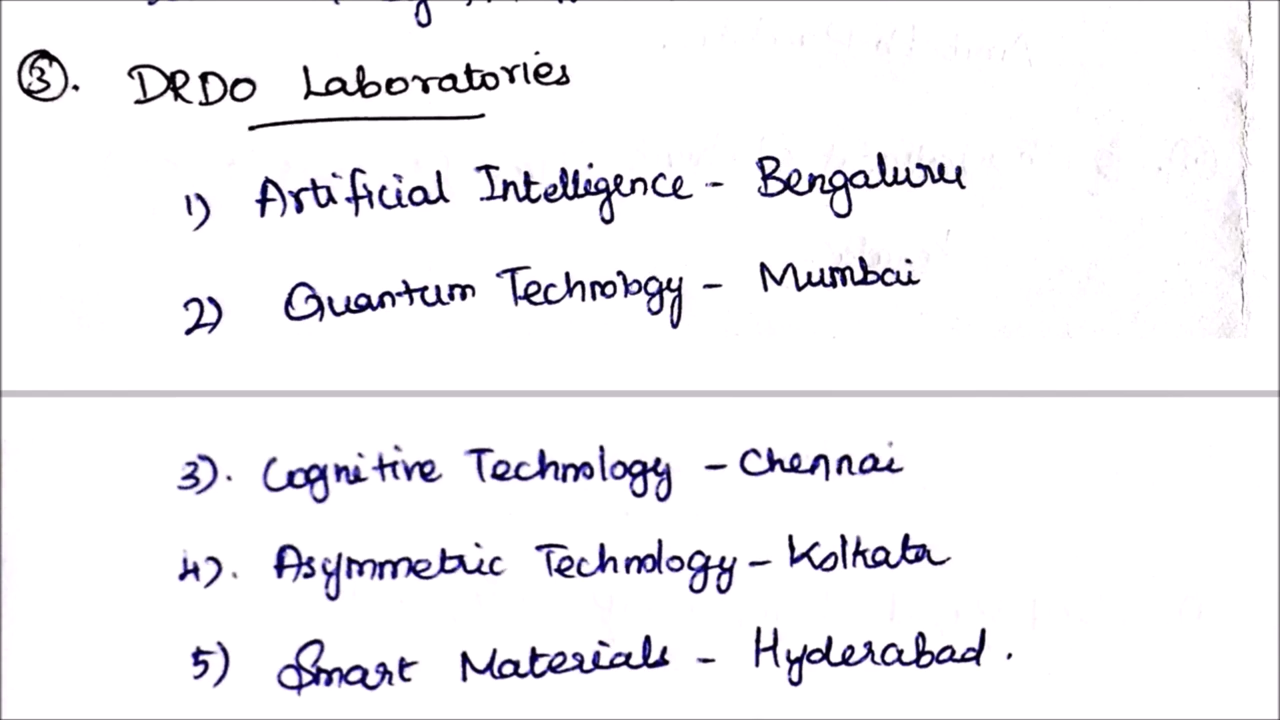 3. DRDO Laboratories
1) Artificial Intelligence - Bengaluru
2) Quantum Technology - Mumbai
3). Cognitive Technology - Chennai
4). Asymmetric Technology - Kolkata
5) Smart Materials - Hyderabad.